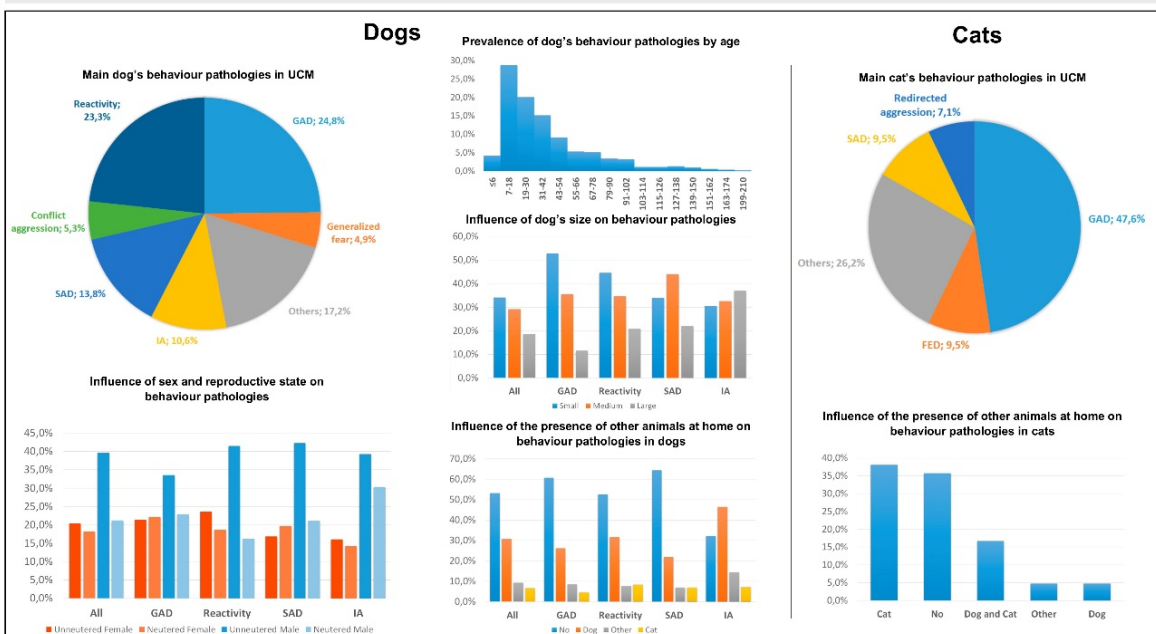 Dogs
Cats
Main dog's behaviour pathologies in UCM
Reactivity;
23,3%
GAD; 24,8%
Conflict
aggression; 5,3%
Generalized
fear; 4,9%
SAD; 13,8%
Others; 17,2%
IA; 10,6%
Influence of sex and reproductive state on
behaviour pathologies
45,0%
40,0%
35,0%
30,0%
25,0%
20,0%
15,0%
10,0%
5,0%
0,0%
All GAD Reactivity SAD IA
Unneutered Female Neutered Female Unneutered Male Neutered Male
Prevalence of dog's behaviour pathologies by age
30,0%
25,0%
20,0%
15,0%
10,0%
5,0%
0,0%
≤6 7-18 19-30 31-42 43-54 55-66 67-78 79-90 91-102 103-114 115-126 127-138 139-150 151-162 163-174 199-210
Influence of dog's size on behaviour pathologies
60,0%
50,0%
40,0%
30,0%
20,0%
10,0%
0,0%
All GAD Reactivity SAD IA
Small Medium Large
Influence of the presence of other animals at home on
behaviour pathologies in dogs
70,0%
60,0%
50,0%
40,0%
30,0%
20,0%
10,0%
0,0%
All GAD Reactivity SAD IA
No Dog Other Cat
Main cat's behaviour pathologies in UCM
Redirected
aggression; 7,1%
SAD; 9,5%
GAD; 47,6%
Others; 26,2%
FED; 9,5%
Influence of the presence of other animals at home on
behaviour pathologies in cats
40,0%
35,0%
30,0%
25,0%
20,0%
15,0%
10,0%
5,0%
0,0%
Cat No Dog and Cat Other Dog